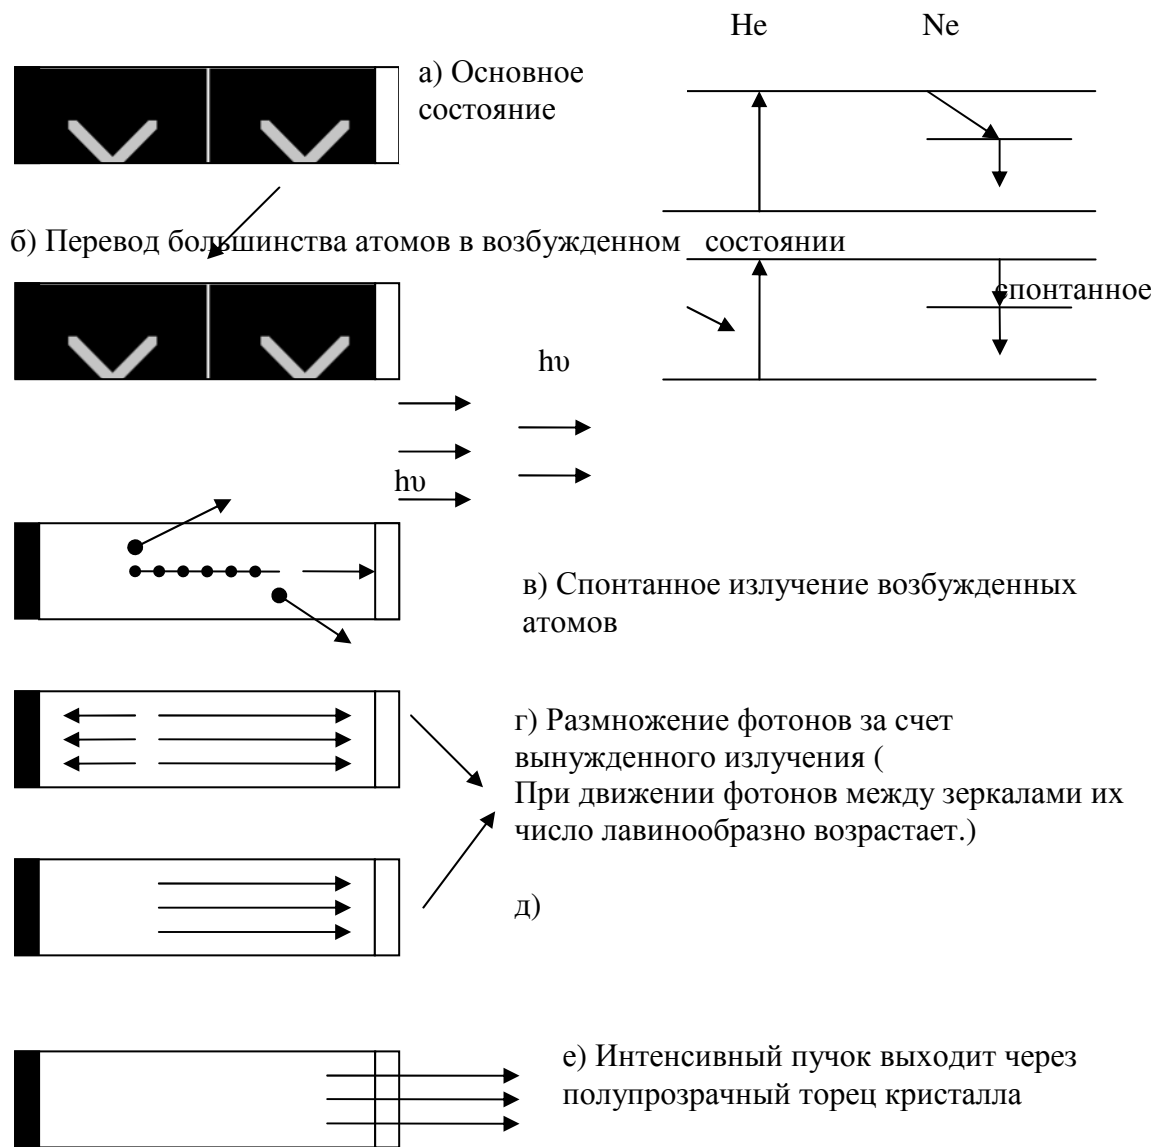 He Ne
а) Основное
состояние
б) Перевод большинства атомов в возбужденном состоянии
спонтанное
hυ
hυ
в) Спонтанное излучение возбужденных
атомов
г) Размножение фотонов за счет
вынужденного излучения (
При движении фотонов между зеркалами их
число лавинообразно возрастает.)
д)
е) Интенсивный пучок выходит через
полупрозрачный торец кристалла